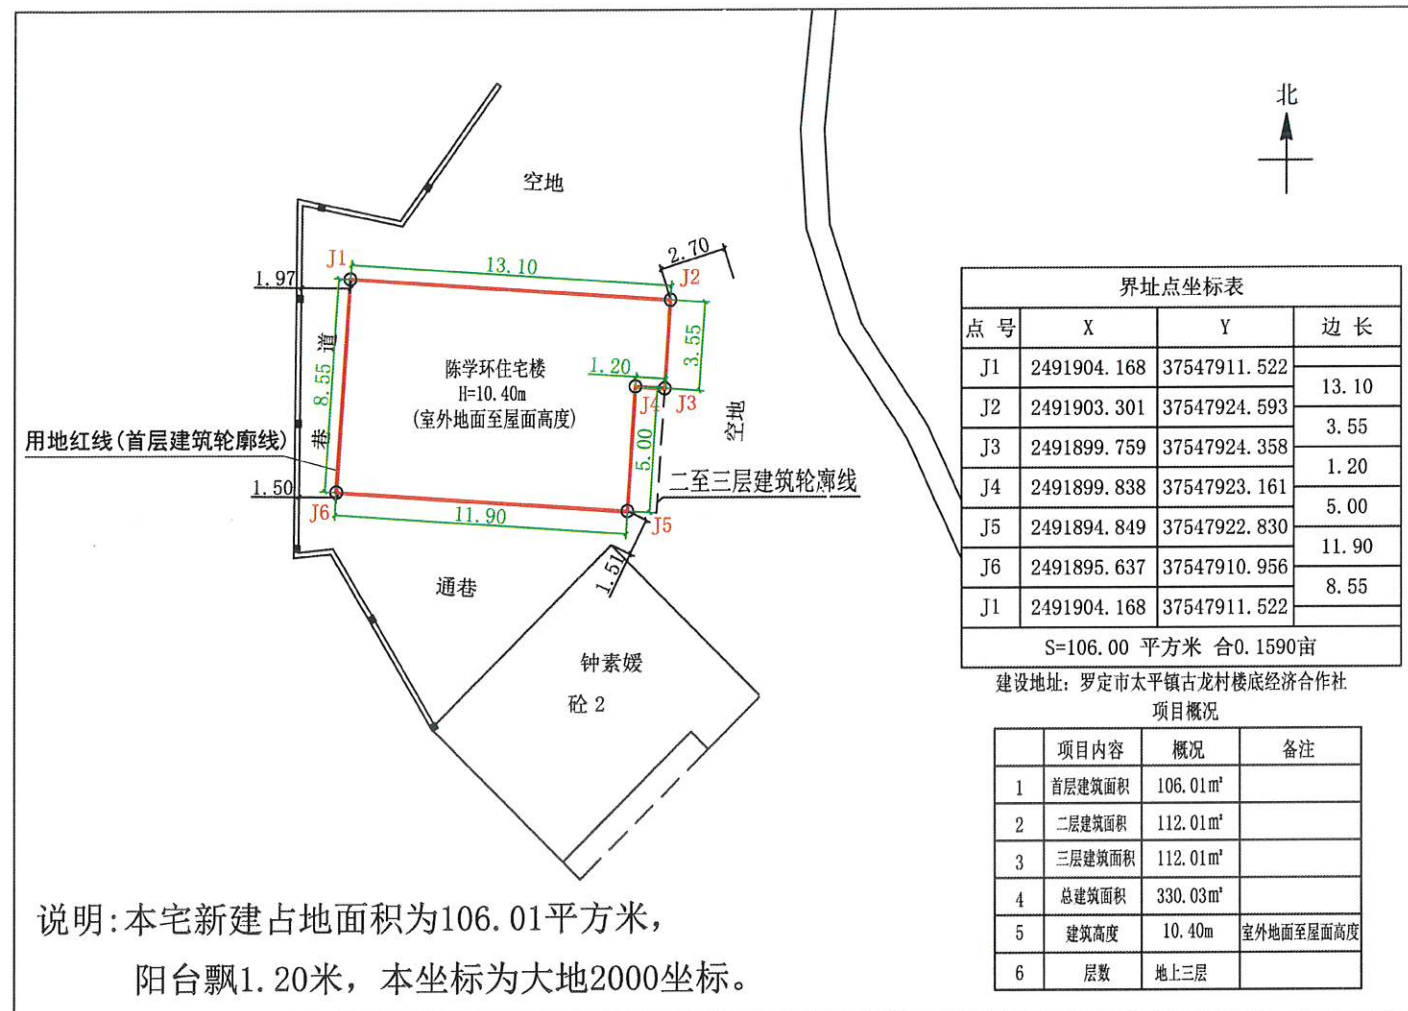 北
空地
J1
13.10
2.70
J2
1.97
巷道
8.55
3.55
陈学环住宅楼
H=10.40m
(室外地面至屋面高度)
1.20
J4
J3
空地
用地红线(首层建筑轮廓线)
5.00
二至三层建筑轮廓线
1.50
J6
11.90
J5
1.51
通巷
钟素媛
砼 2
界址点坐标表
点 号 X Y 边 长
J1 2491904.168 37547911.522
13.10
J2 2491903.301 37547924.593
3.55
J3 2491899.759 37547924.358
1.20
J4 2491899.838 37547923.161
5.00
J5 2491894.849 37547922.830
11.90
J6 2491895.637 37547910.956
8.55
J1 2491904.168 37547911.522
S=106.00 平方米 合0.1590亩
建设地址: 罗定市太平镇古龙村楼底经济合作社
项目概况
项目内容 概况 备注
1 首层建筑面积 106.01㎡
2 二层建筑面积 112.01㎡
3 三层建筑面积 112.01㎡
4 总建筑面积 330.03㎡
5 建筑高度 10.40m 室外地面至屋面高度
6 层数 地上三层
说明:本宅新建占地面积为106.01平方米,
阳台飘1.20米, 本坐标为大地2000坐标。